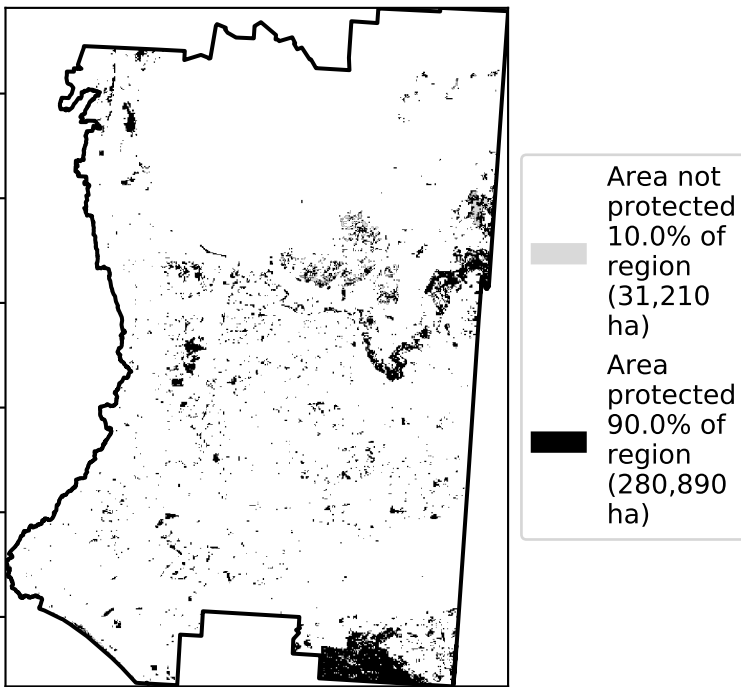 Area not
protected
10.0% of
region
(31,210
ha)
Area
protected
90.0% of
region
(280,890
ha)